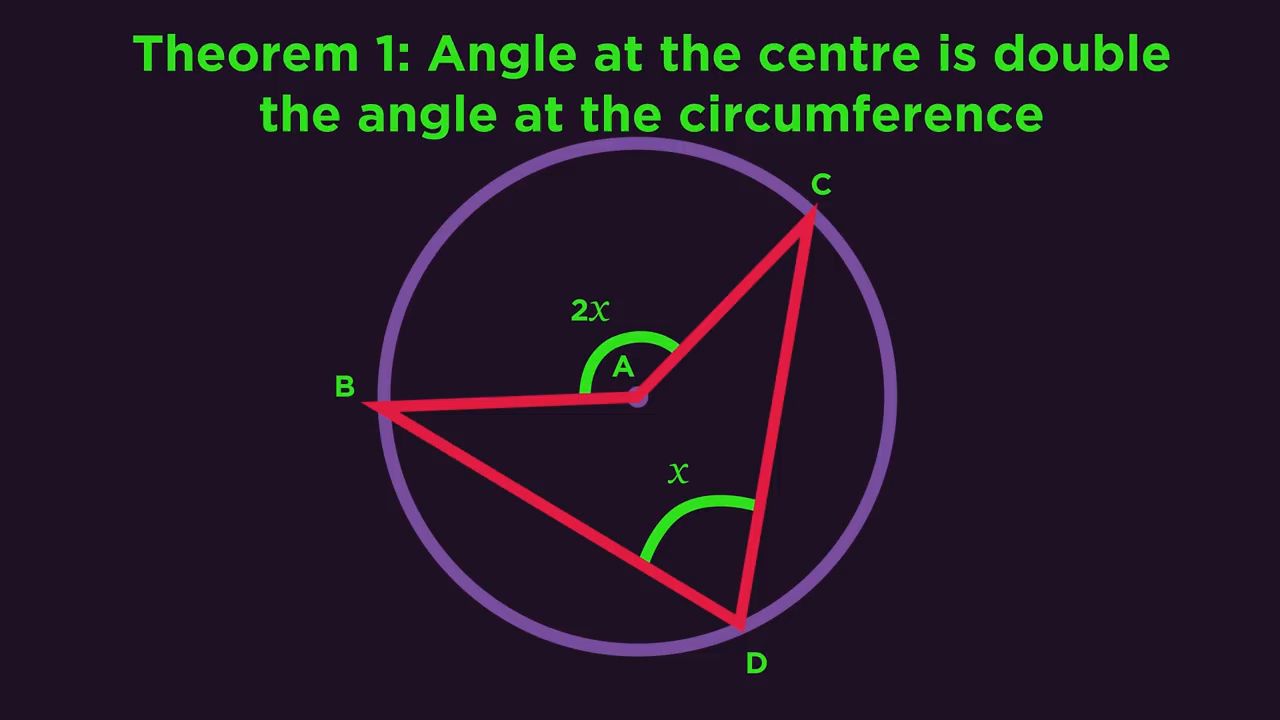 Theorem 1: Angle at the centre is double
the angle at the circumference
C
2x
A
B
x
D